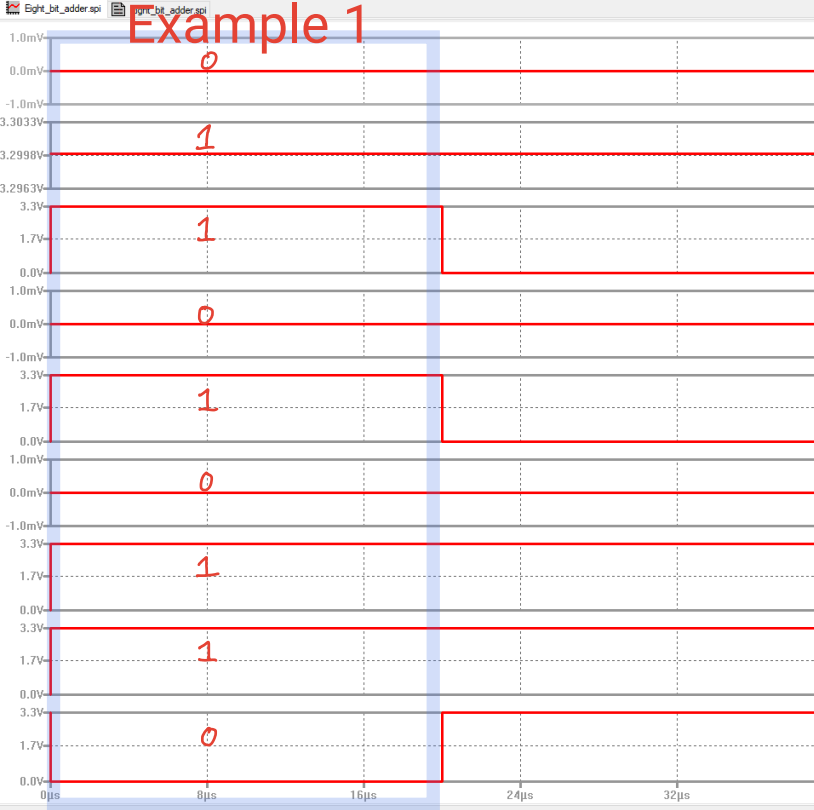 Eight_bit_adder.spi Eight_bit_adder.spi
Example 1
1.0mV
0
0.0mV
-1.0mV
3.3033V
1
3.2998V
3.2963V
3.3V
1
1.7V
0.0V
1.0mV
0
0.0mV
-1.0mV
3.3V
1
1.7V
0.0V
1.0mV
0
0.0mV
-1.0mV
3.3V
1
1.7V
0.0V
3.3V
1
1.7V
0.0V
3.3V
0
1.7V
0.0V
0µs 8µs 16µs 24µs 32µs